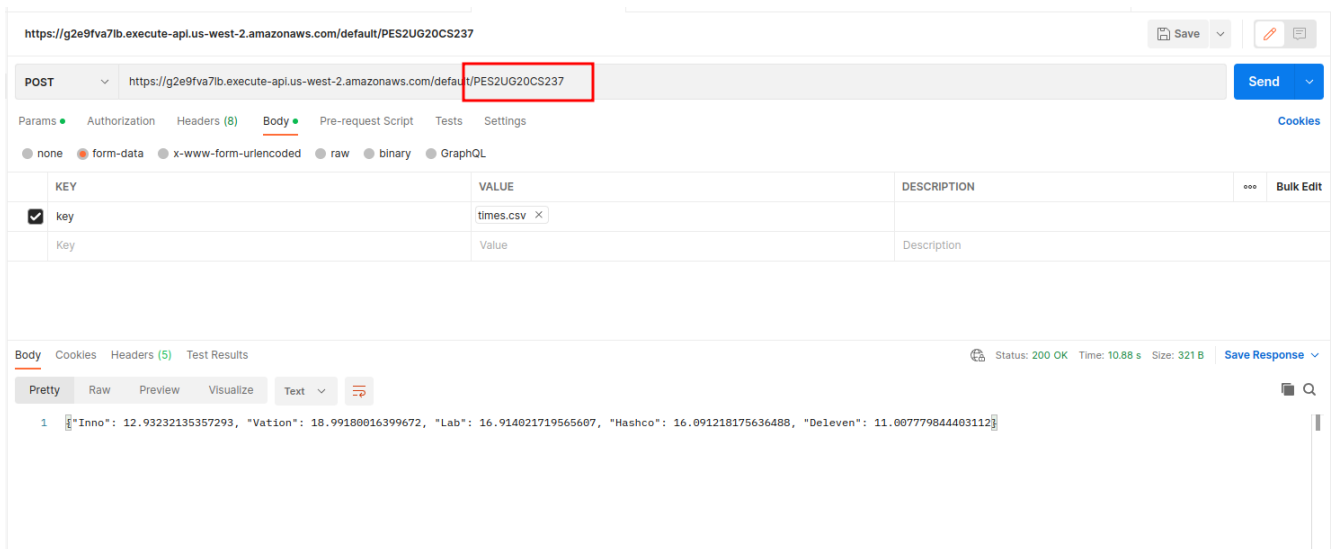 https://g2e9fva7lb.execute-api.us-west-2.amazonaws.com/default/PES2UG20CS237 Save
POST https://g2e9fva7lb.execute-api.us-west-2.amazonaws.com/default/PES2UG20CS237 Send
Params Authorization Headers (8) Body Pre-request Script Tests Settings Cookies
none form-data x-www-form-urlencoded raw binary GraphQL
KEY VALUE DESCRIPTION ooo Bulk Edit
key times.csv ×
Key Value Description
Body Cookies Headers (5) Test Results Status: 200 OK Time: 10.88 s Size: 321 B Save Response
Pretty Raw Preview Visualize Text
1 {"Inno": 12.93232135357293, "Vation": 18.99180016399672, "Lab": 16.914021719565607, "Hashco": 16.091218175636488, "Deleven": 11.007779844403112}